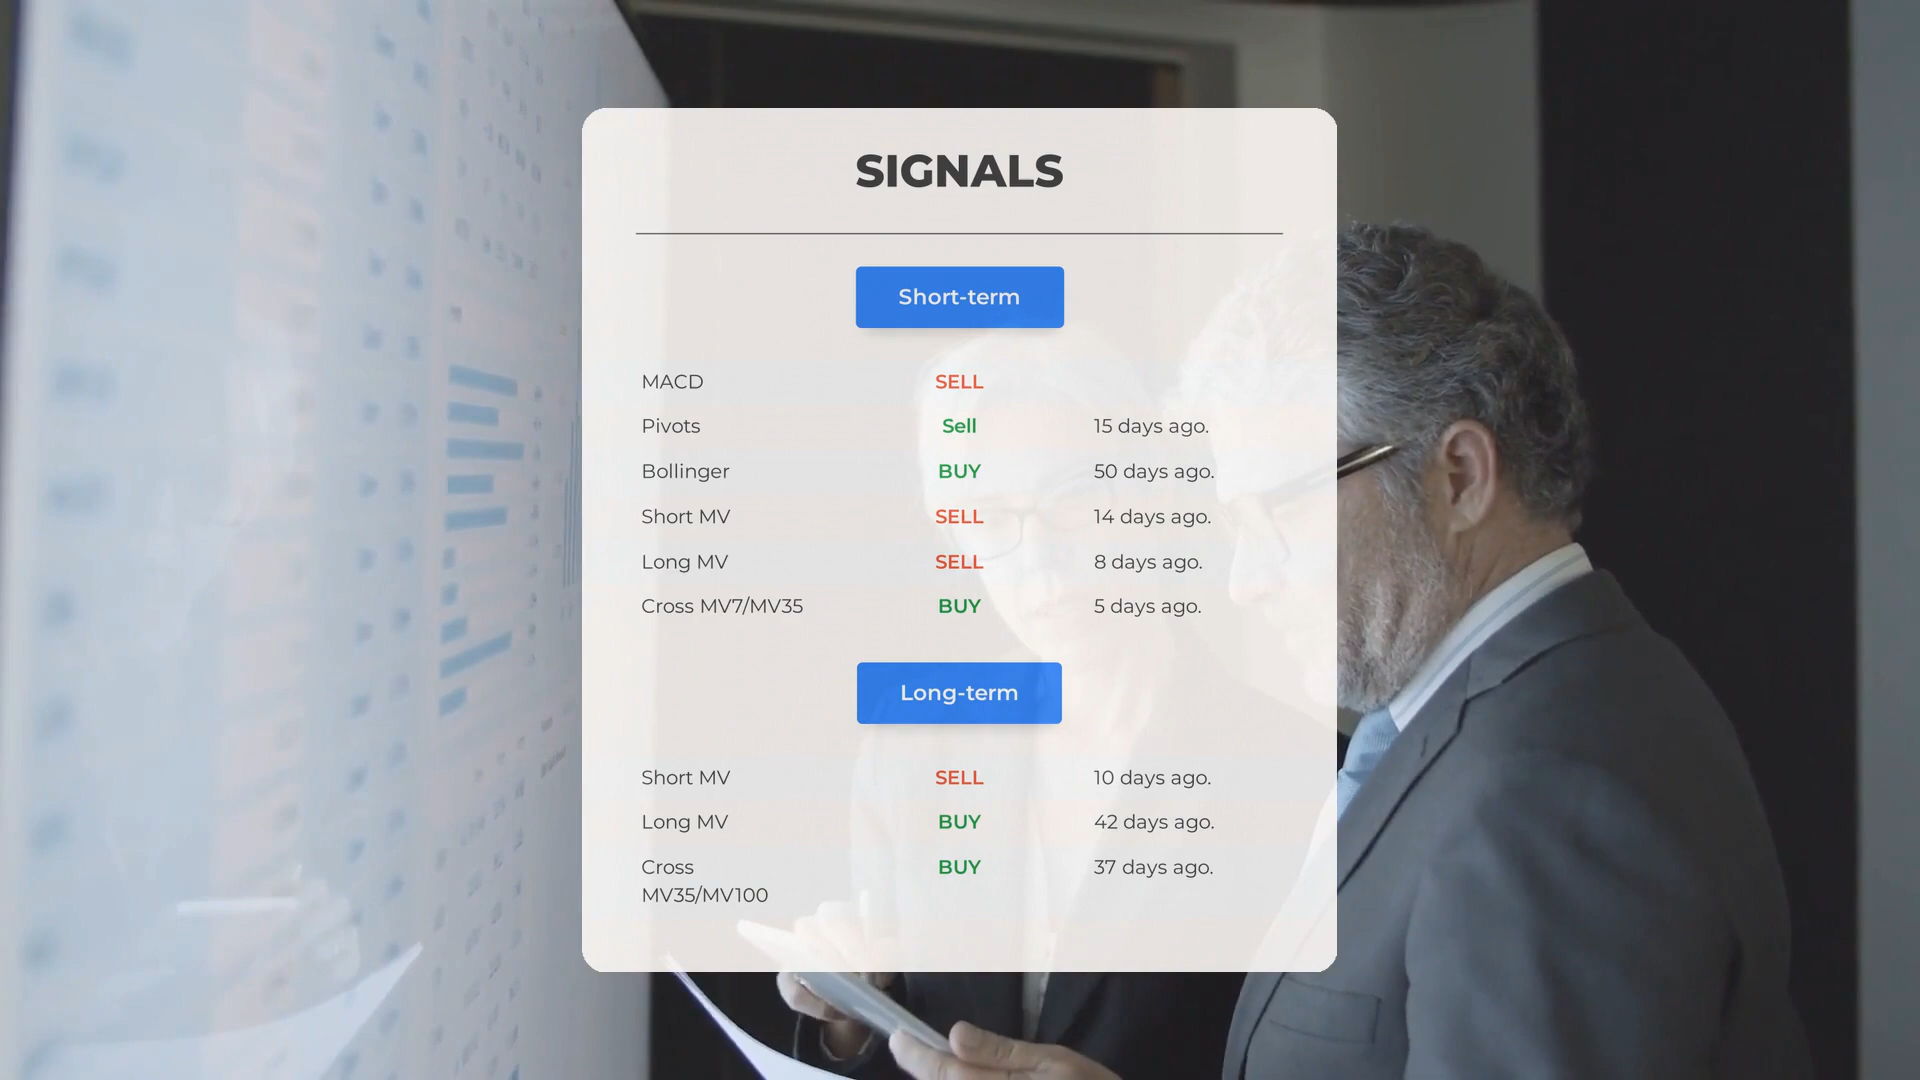 SIGNALS
Short-term
MACD SELL
Pivots Sell 15 days ago.
Bollinger BUY 50 days ago.
Short MV SELL 14 days ago.
Long MV SELL 8 days ago.
Cross MV7/MV35 BUY 5 days ago.
Long-term
Short MV SELL 10 days ago.
Long MV BUY 42 days ago.
Cross BUY 37 days ago.
MV35/MV100